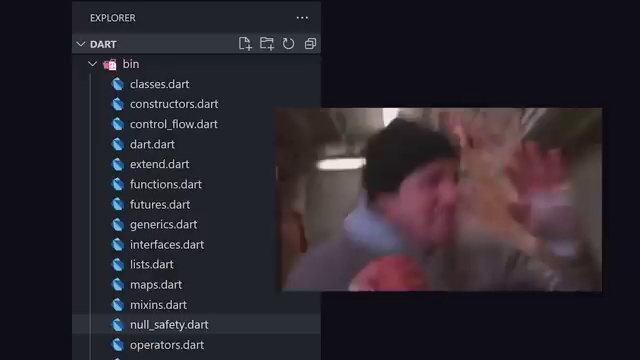 EXPLORER
DART
bin
classes.dart
constructors.dart
control_flow.dart
dart.dart
extend.dart
functions.dart
futures.dart
generics.dart
interfaces.dart
lists.dart
maps.dart
mixins.dart
null_safety.dart
operators.dart